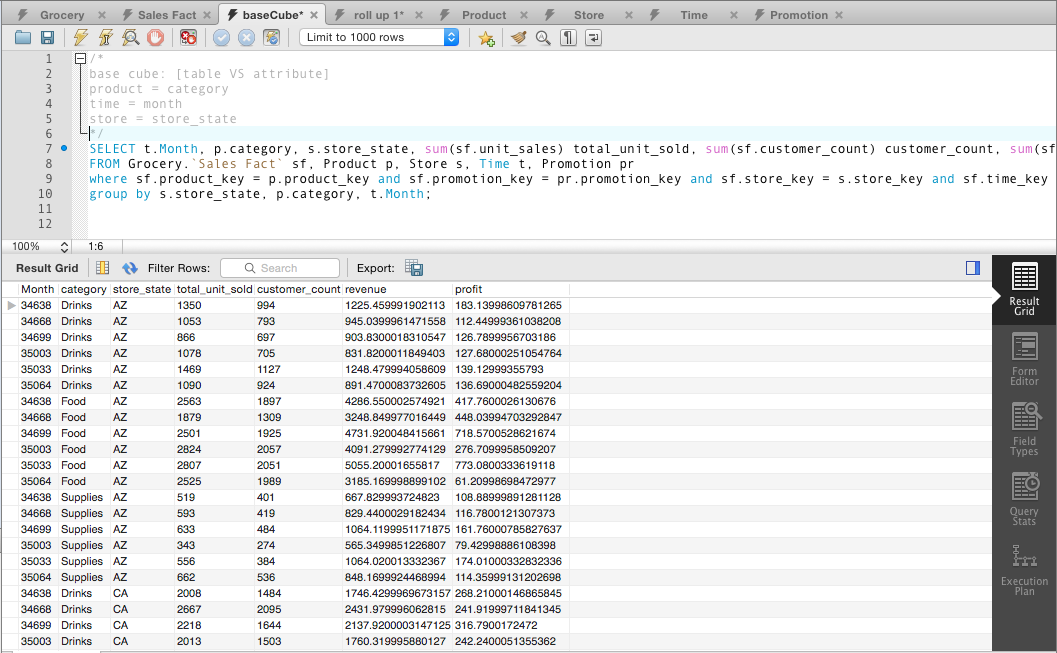 Grocery Sales Fact baseCube* roll up 1* Product Store Time Promotion
Limit to 1000 rows
1 /*
2 base cube: [table VS attribute]
3 product = category
4 time = month
5 store = store_state
6 */
7 SELECT t.Month, p.category, s.store_state, sum(sf.unit_sales) total_unit_sold, sum(sf.customer_count) customer_count, sum(sf
8 FROM Grocery.`Sales Fact` sf, Product p, Store s, Time t, Promotion pr
9 where sf.product_key = p.product_key and sf.promotion_key = pr.promotion_key and sf.store_key = s.store_key and sf.time_key
10 group by s.store_state, p.category, t.Month;
11
12
100% 1:6
Result Grid Filter Rows: Search Export:
Month category store_state total_unit_sold customer_count revenue profit
34638 Drinks AZ 1350 994 1225.459991902113 183.13998609781265
34668 Drinks AZ 1053 793 945.0399961471558 112.44999361038208
34699 Drinks AZ 866 697 903.8300018310547 126.7899956703186
35003 Drinks AZ 1078 705 831.8200011849403 127.68000251054764
35033 Drinks AZ 1469 1127 1248.479994058609 139.12999355793
35064 Drinks AZ 1090 924 891.4700083732605 136.69000482559204
34638 Food AZ 2563 1897 4286.550002574921 417.7600026130676
34668 Food AZ 1879 1309 3248.849977016449 448.03994703292847
34699 Food AZ 2501 1925 4731.920048415661 718.5700528621674
35003 Food AZ 2824 2057 4091.279992774129 276.7099958509207
35033 Food AZ 2807 2051 5055.20001655817 773.0800333619118
35064 Food AZ 2525 1989 3185.169998899102 61.20998698472977
34638 Supplies AZ 519 401 667.829993724823 108.88999891281128
34668 Supplies AZ 593 419 829.4400029182434 116.7800121307373
34699 Supplies AZ 633 484 1064.1199951171875 161.76000785827637
35003 Supplies AZ 343 274 565.3499851226807 79.42998886108398
35033 Supplies AZ 556 384 1064.020013332367 174.01000332832336
35064 Supplies AZ 662 536 848.1699924468994 114.35999131202698
34638 Drinks CA 2008 1484 1746.4299969673157 268.21000146865845
34668 Drinks CA 2667 2095 2431.979996062815 241.91999711841345
34699 Drinks CA 2218 1644 2137.9200003147125 316.7900172472
35003 Drinks CA 2013 1503 1760.319995880127 242.2400051355362
Result
Grid
Form
Editor
Field
Types
Query
Stats
Execution
Plan